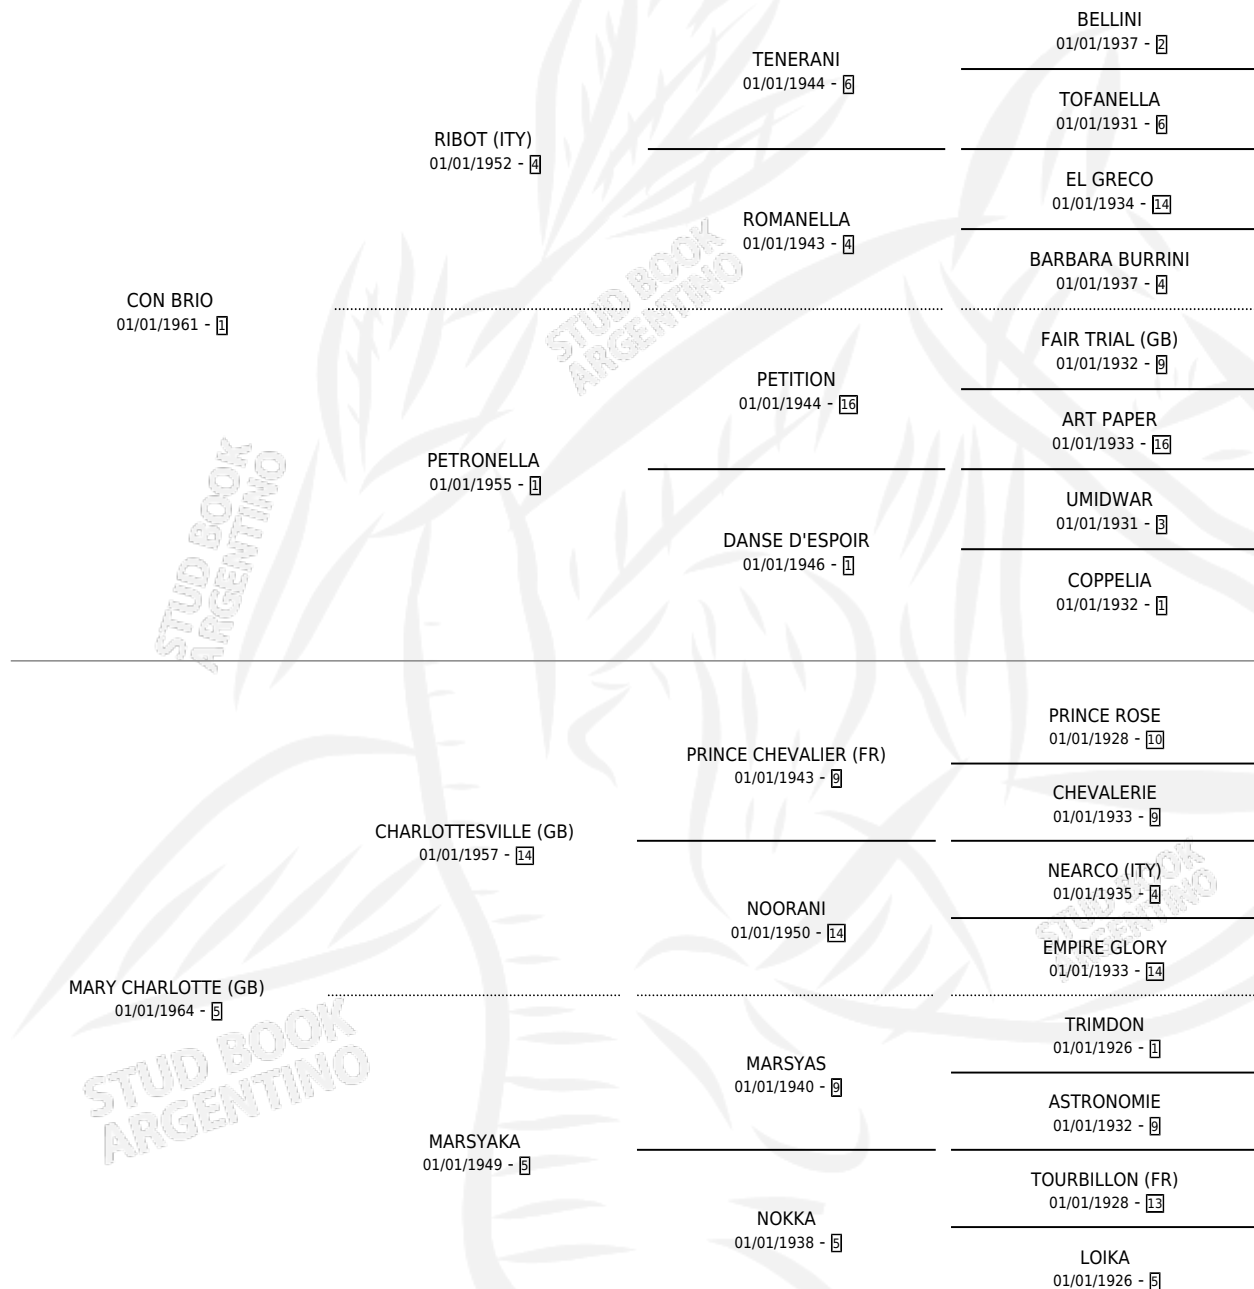 BELLINI
01/01/1937 - 2
TENERANI
01/01/1944 - 6
TOFANELLA
01/01/1931 - 6
RIBOT (ITY)
01/01/1952 - 4
EL GRECO
01/01/1934 - 14
ROMANELLA
01/01/1943 - 4
BARBARA BURRINI
01/01/1937 - 4
CON BRIO
01/01/1961 - 1
FAIR TRIAL (GB)
01/01/1932 - 9
PETITION
01/01/1944 - 16
ART PAPER
01/01/1933 - 16
PETRONELLA
01/01/1955 - 1
UMIDWAR
01/01/1931 - 3
DANSE D'ESPOIR
01/01/1946 - 1
COPPELIA
01/01/1932 - 1
STUD BOOK
ARGENTINO
STUD BOOK
ARGENTINO
PRINCE ROSE
01/01/1928 - 10
PRINCE CHEVALIER (FR)
01/01/1943 - 9
CHEVALERIE
01/01/1933 - 9
CHARLOTTESVILLE (GB)
01/01/1957 - 14
NEARCO (ITY)
01/01/1935 - 4
NOORANI
01/01/1950 - 14
EMPIRE GLORY
01/01/1933 - 14
MARY CHARLOTTE (GB)
01/01/1964 - 5
TRIMDON
01/01/1926 - 1
MARSYAS
01/01/1940 - 9
ASTRONOMIE
01/01/1932 - 9
MARSYAKA
01/01/1949 - 5
TOURBILLON (FR)
01/01/1928 - 13
NOKKA
01/01/1938 - 5
LOIKA
01/01/1926 - 5
STUD BOOK
ARGENTINO
STUD BOOK
ARGENTINO